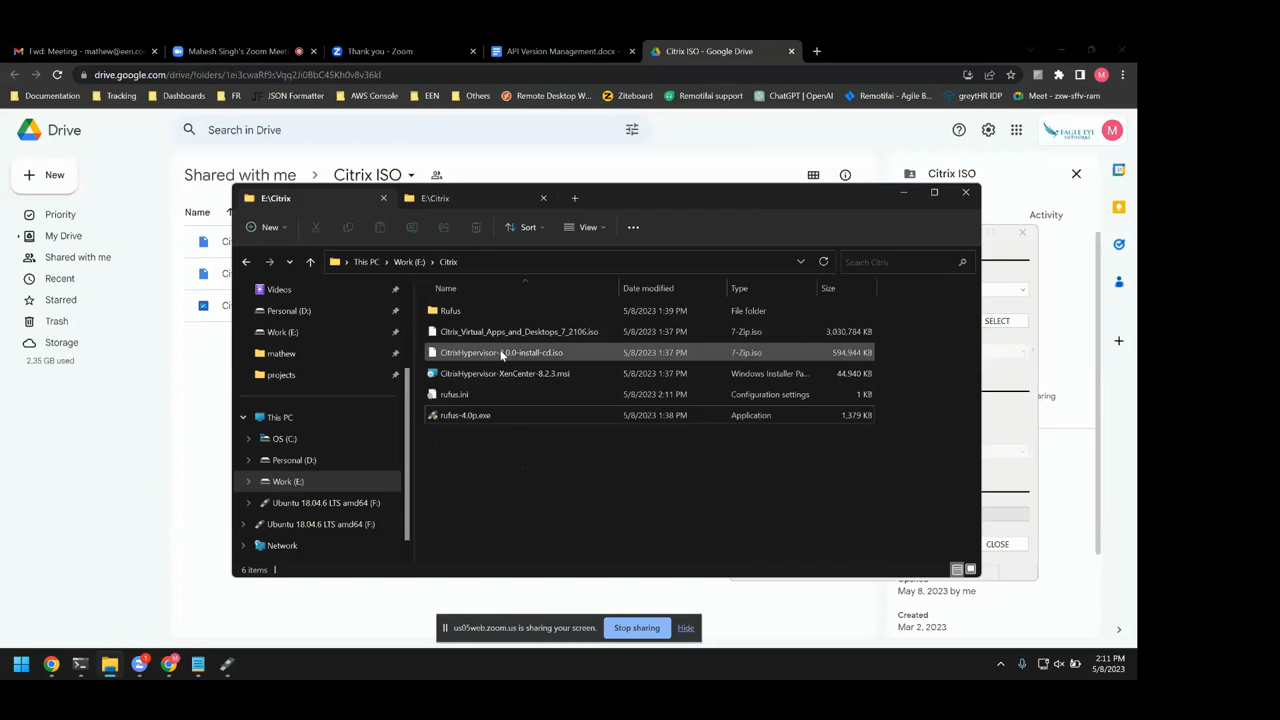 Fwd: Meeting - mathew@een.co
Mahesh Singh's Zoom Meeti
Thank you - Zoom
API Version Management.docx -
Citrix ISO - Google Drive
drive.google.com/drive/folders/1ei3cwaRf9sVqq2Ji0BbC4SKh0v8v36kl
Documentation
Tracking
Dashboards
FR
JSON Formatter
AWS Console
EEN
Others
Remote Desktop W...
Ziteboard
Remotifai support
ChatGPT | OpenAI
Remotifai - Agile B...
greytHR IDP
Meet - zxw-sffv-ram
Drive
Search in Drive
EAGLE EYE
NETWORKS
M
New
Shared with me
Citrix ISO
Citrix ISO
Name
Activity
Priority
My Drive
Shared with me
Recent
Starred
Trash
Storage
2.35 GB used
E:\Citrix
E:\Citrix
New
Sort
View
This PC
Work (E:)
Citrix
Search Citrix
Name
Date modified
Type
Size
Rufus
5/8/2023 1:39 PM
File folder
Citrix_Virtual_Apps_and_Desktops_7_2106.iso
5/8/2023 1:37 PM
7-Zip.iso
3,030,784 KB
5/8/2023 1:37 PM
7-Zip.iso
594,944 KB
CitrixHypervisor-XenCenter-8.2.3.msi
5/8/2023 1:37 PM
Windows Installer Pa...
44,940 KB
rufus.ini
5/8/2023 2:11 PM
Configuration settings
1 KB
rufus-4.0p.exe
5/8/2023 1:38 PM
Application
1,379 KB
Videos
Personal (D:)
Work (E:)
mathew
projects
This PC
OS (C:)
Personal (D:)
Work (E:)
Ubuntu 18.04.6 LTS amd64 (F:)
Ubuntu 18.04.6 LTS amd64 (F:)
Network
6 items
SELECT
CLOSE
May 8, 2023 by me
Created
Mar 2, 2023
us05web.zoom.us is sharing your screen.
Stop sharing
Hide
2:11 PM
5/8/2023